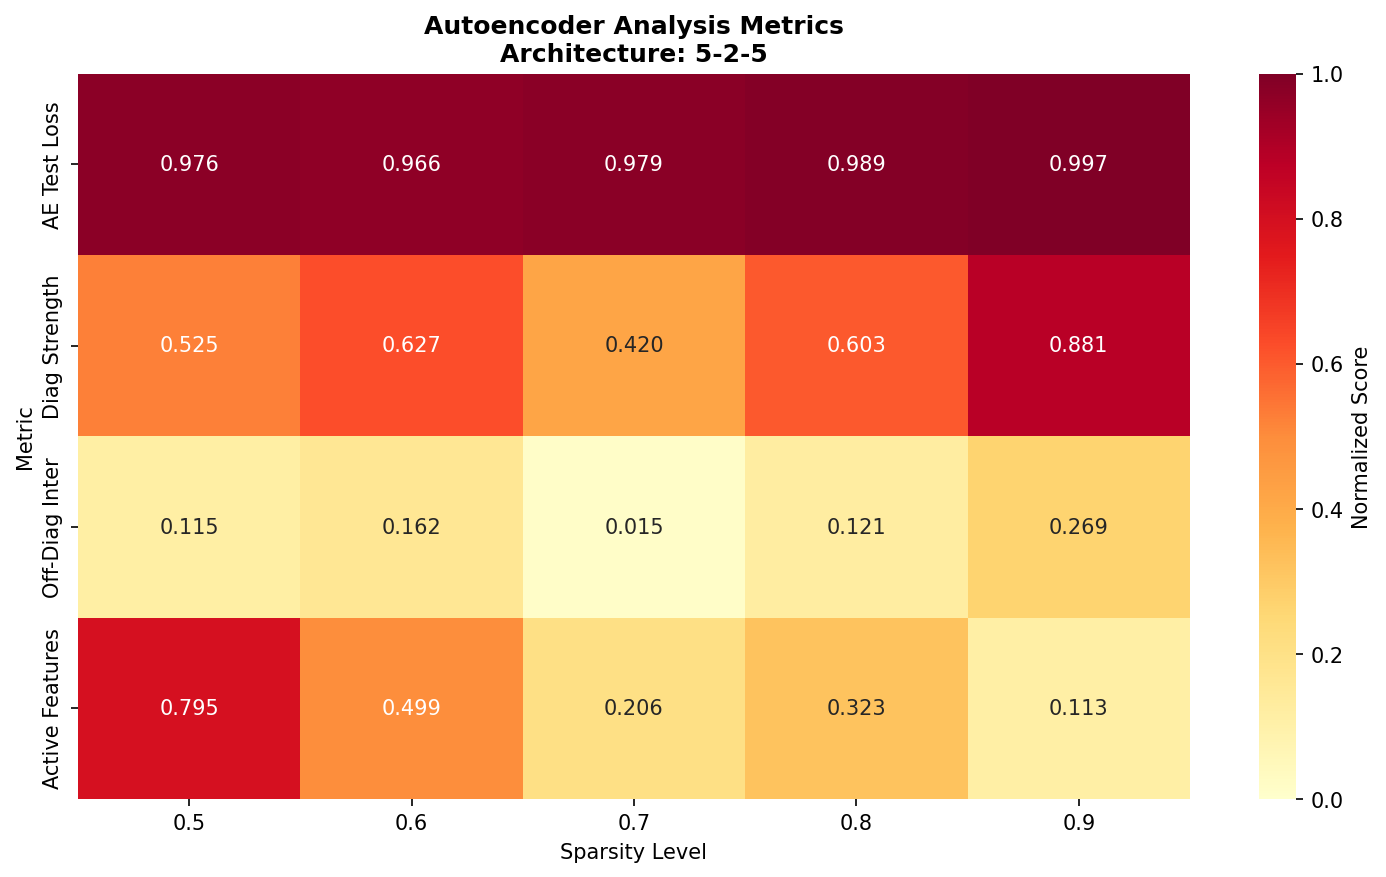 Autoencoder Analysis Metrics
Architecture: 5-2-5
Metric
AE Test Loss
0.976 0.966 0.979 0.989 0.997
Diag Strength
0.525 0.627 0.420 0.603 0.881
Off-Diag Inter
0.115 0.162 0.015 0.121 0.269
Active Features
0.795 0.499 0.206 0.323 0.113
0.5 0.6 0.7 0.8 0.9
Sparsity Level
1.0
0.8
0.6
0.4
0.2
0.0
Normalized Score